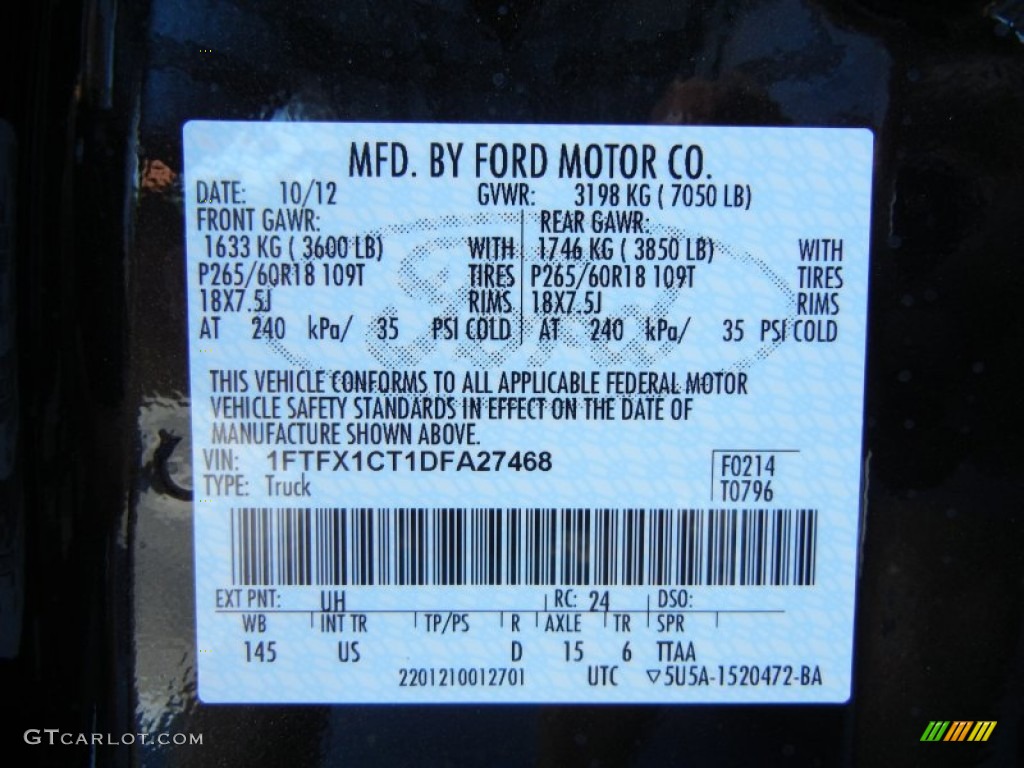 MFD. BY FORD MOTOR CO.
DATE: 10/12 GVWR: 3198 KG ( 7050 LB)
FRONT GAWR: REAR GAWR:
1633 KG ( 3600 LB) WITH 1746 KG ( 3850 LB) WITH
P265/60R18 109T TIRES P265/60R18 109T TIRES
18X7.5J RIMS 18X7.5J RIMS
AT 240 kPa/ 35 PSI COLD AT 240 kPa/ 35 PSI COLD
THIS VEHICLE CONFORMS TO ALL APPLICABLE FEDERAL MOTOR
VEHICLE SAFETY STANDARDS IN EFFECT ON THE DATE OF
MANUFACTURE SHOWN ABOVE.
VIN: 1FTFX1CT1DFA27468 F0214
TYPE: Truck T0796
EXT PNT: UH RC: 24 DSO:
WB INT TR TP/PS R AXLE TR SPR
145 US D 15 6 TTAA
2201210012701 UTC ▽5U5A-1520472-BA
GTCARLOT.COM